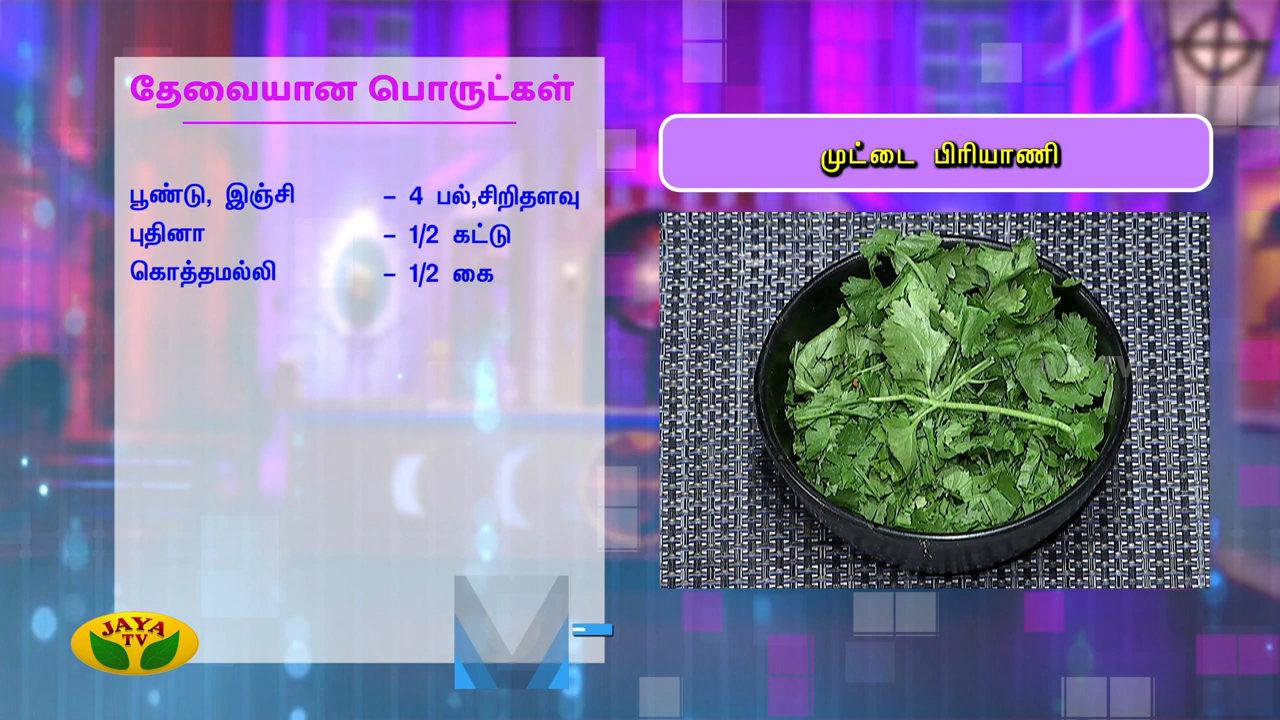 தேவையான பொருட்கள்
முட்டை பிரியாணி
பூண்டு, இஞ்சி – 4 பல்,சிறிதளவு
புதினா – 1/2 கட்டு
கொத்தமல்லி – 1/2 கை
JAYA
TV